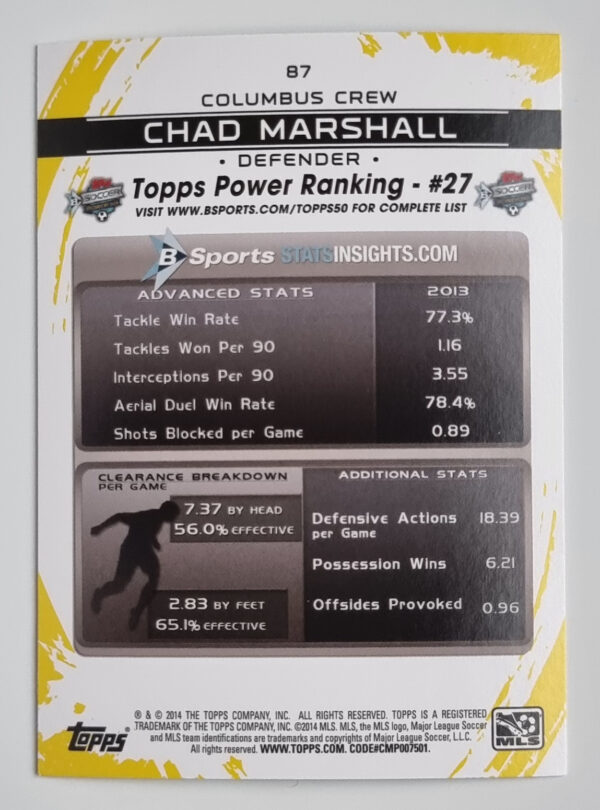 87
COLUMBUS CREW
CHAD MARSHALL
• DEFENDER •
Topps Power Ranking - #27
VISIT WWW.BSPORTS.COM/TOPPS50 FOR COMPLETE LIST
B Sports STATSINSIGHTS.COM
ADVANCED STATS 2013
Tackle Win Rate 77.3%
Tackles Won Per 90 1.16
Interceptions Per 90 3.55
Aerial Duel Win Rate 78.4%
Shots Blocked per Game 0.89
CLEARANCE BREAKDOWN
PER GAME
7.37 BY HEAD
56.0% EFFECTIVE
2.83 BY FEET
65.1% EFFECTIVE
ADDITIONAL STATS
Defensive Actions 18.39
per Game
Possession Wins 6.21
Offsides Provoked 0.96
® & © 2014 THE TOPPS COMPANY, INC. ALL RIGHTS RESERVED. TOPPS IS A REGISTERED
TRADEMARK OF THE TOPPS COMPANY, INC. ©2014 MLS. MLS, the MLS logo, Major League Soccer
and MLS team identifications are trademarks and copyrights of Major League Soccer, L.L.C.
All rights reserved. WWW.TOPPS.COM. CODE#CMP007501.
topps
MLS